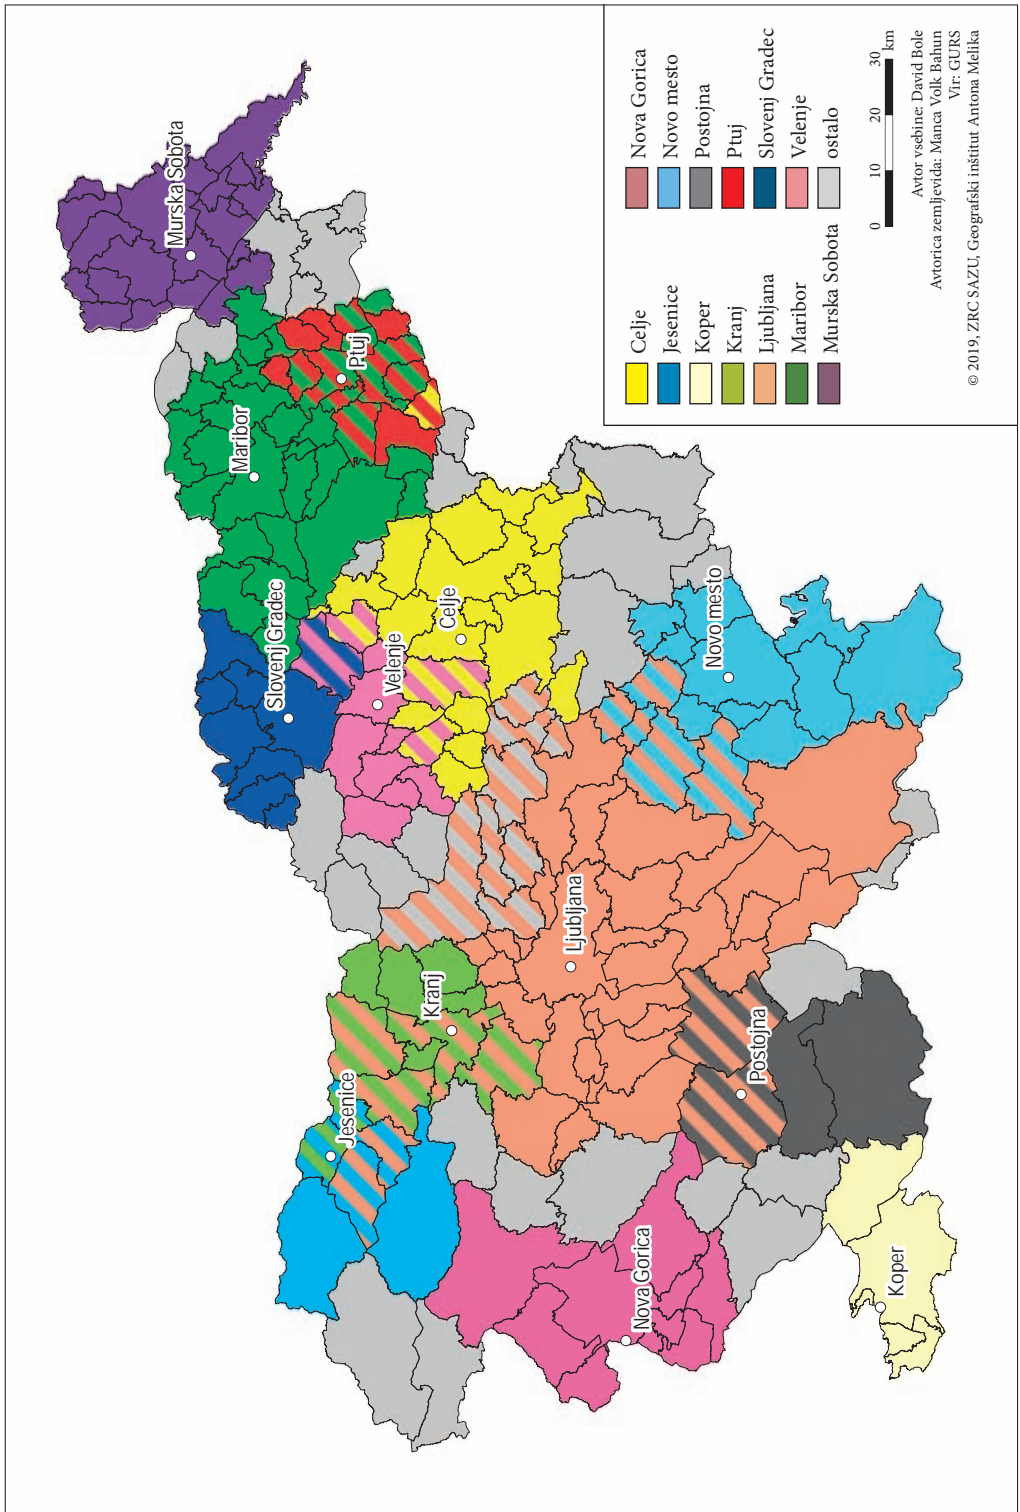 Murska Sobota
Maribor
Ptuj
Slovenj Gradec
Velenje
Celje
Jesenice
Kranj
Ljubljana
Novo mesto
Nova Gorica
Postojna
Koper
Celje
Jesenice
Koper
Kranj
Ljubljana
Maribor
Murska Sobota
Nova Gorica
Novo mesto
Postojna
Ptuj
Slovenj Gradec
Velenje
ostalo
0 10 20 30 km
Avtor vsebine: David Bole
Avtorica zemljevida: Manca Volk Bahun
Vir: GURS
© 2019, ZRC SAZU, Geografski inštitut Antona Melika